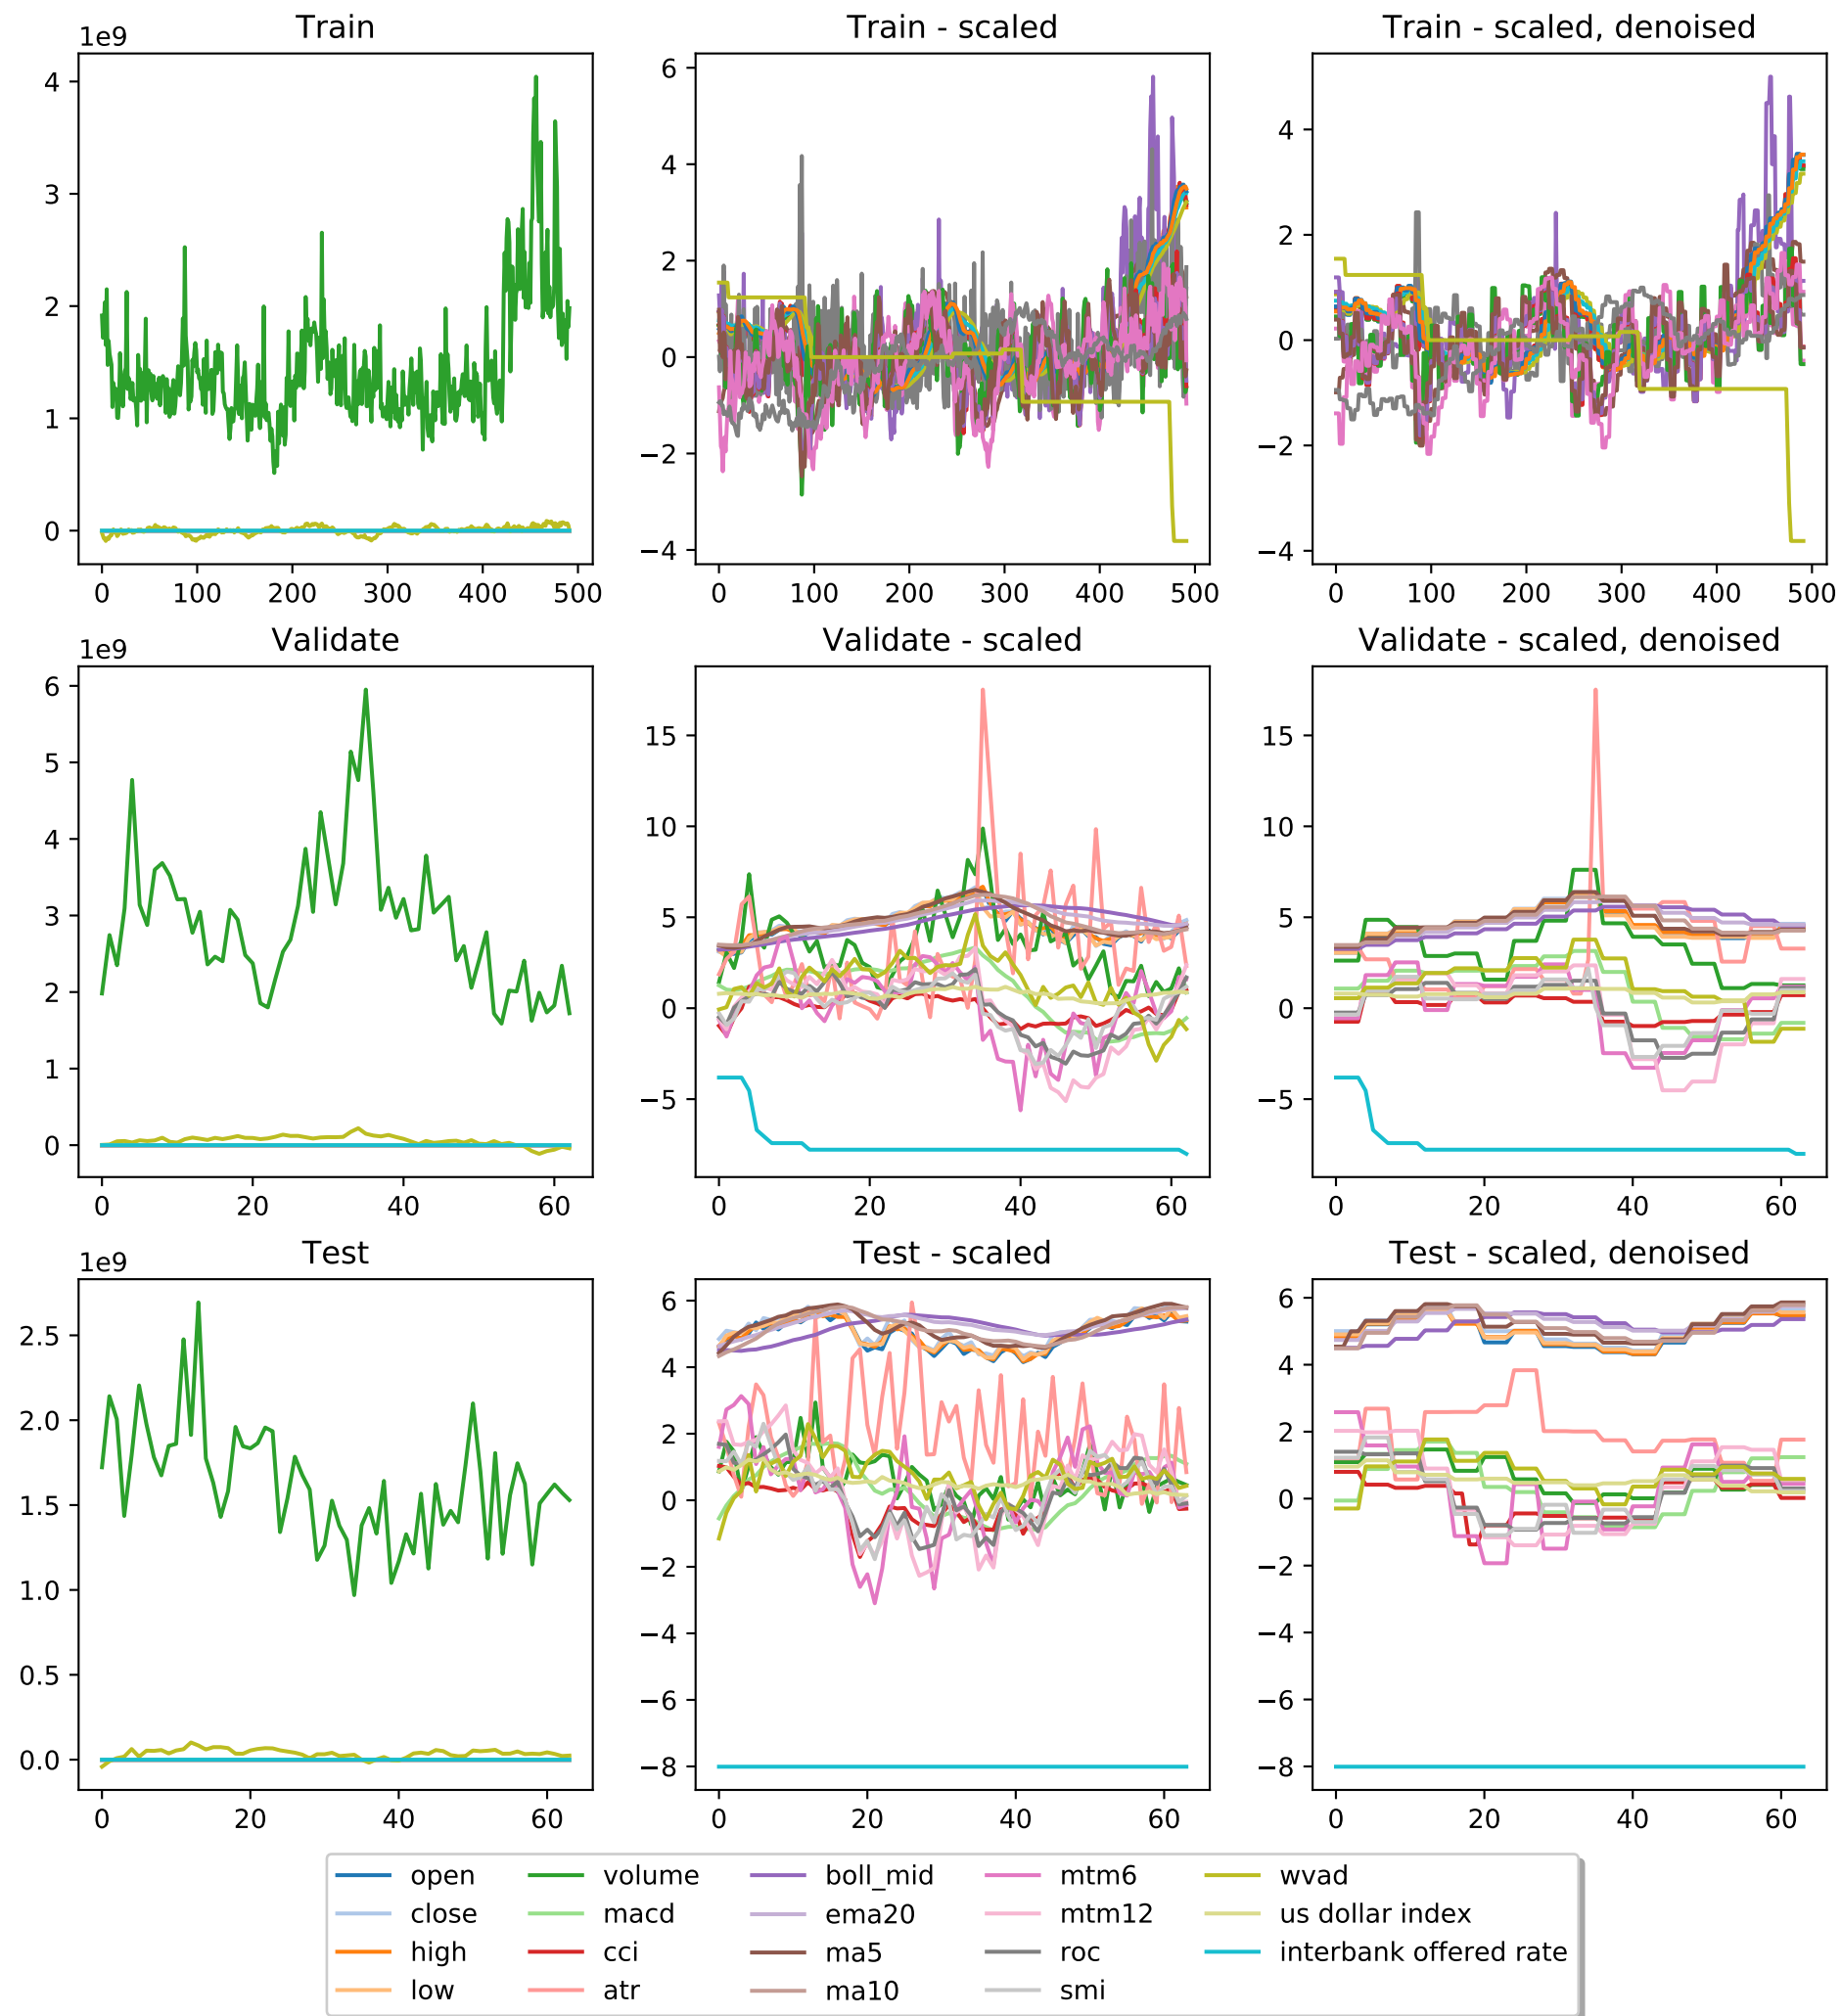 Train Train - scaled Train - scaled, denoised
1e9
4
3
2
1
0
0 100 200 300 400 500
6
4
2
0
−2
−4
0 100 200 300 400 500
4
2
0
−2
−4
0 100 200 300 400 500
Validate Validate - scaled Validate - scaled, denoised
1e9
6
5
4
3
2
1
0
0 20 40 60
15
10
5
0
−5
0 20 40 60
15
10
5
0
−5
0 20 40 60
Test Test - scaled Test - scaled, denoised
1e9
2.5
2.0
1.5
1.0
0.5
0.0
0 20 40 60
6
4
2
0
−2
−4
−6
−8
0 20 40 60
6
4
2
0
−2
−4
−6
−8
0 20 40 60
open volume boll_mid mtm6 wvad
close macd ema20 mtm12 us dollar index
high cci ma5 roc interbank offered rate
low atr ma10 smi